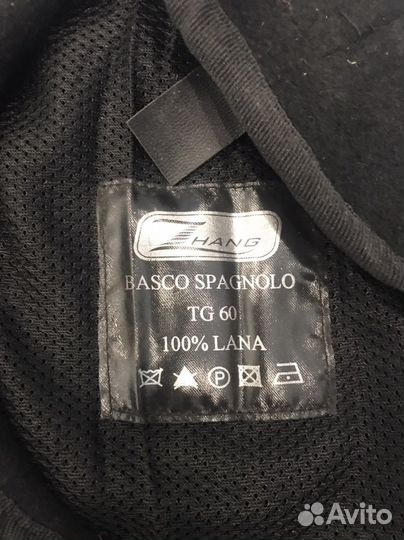 ZHANG
BASCO SPAGNOLO
TG 60
100% LANA
P
Avito